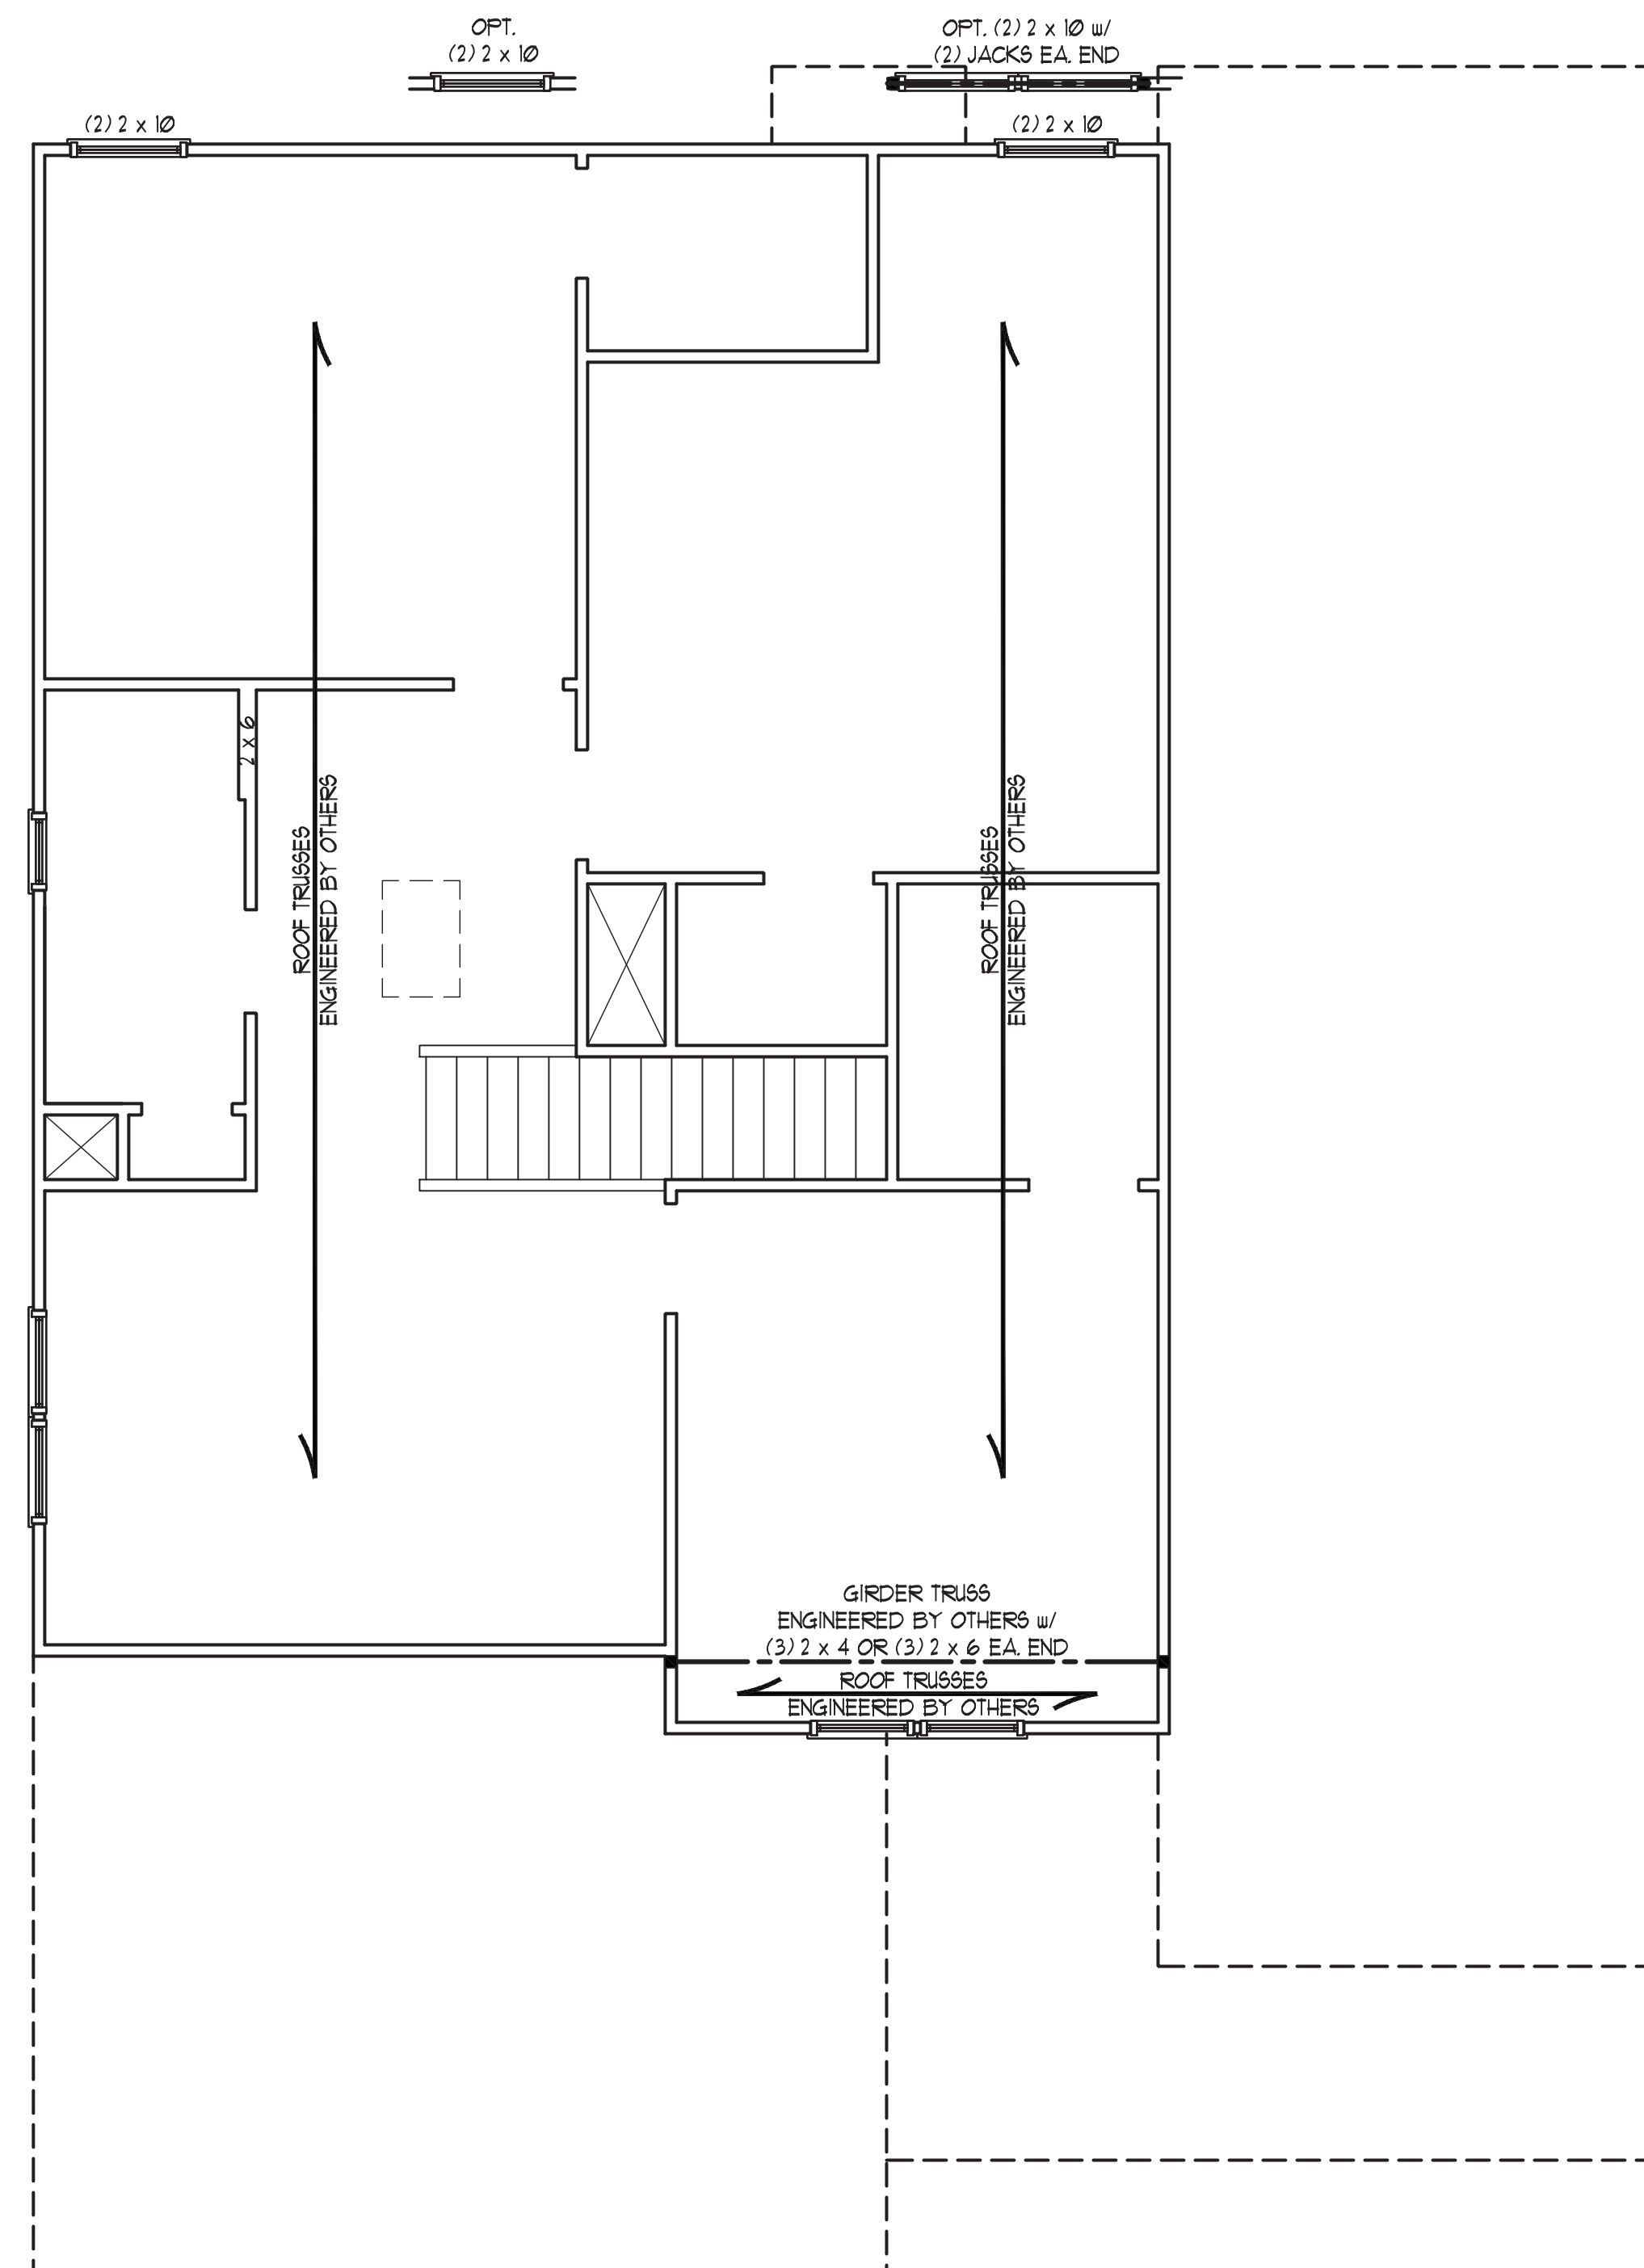 OPT.
(2) 2 x 10
OPT. (2) 2 x 10 w/
(2) JACKS EA. END
(2) 2 x 10
(2) 2 x 10
2 x 6
ROOF TRUSSES
ENGINEERED BY OTHERS
ROOF TRUSSES
ENGINEERED BY OTHERS
GIRDER TRUSS
ENGINEERED BY OTHERS w/
(3) 2 x 4 OR (3) 2 x 6 EA. END
ROOF TRUSSES
ENGINEERED BY OTHERS